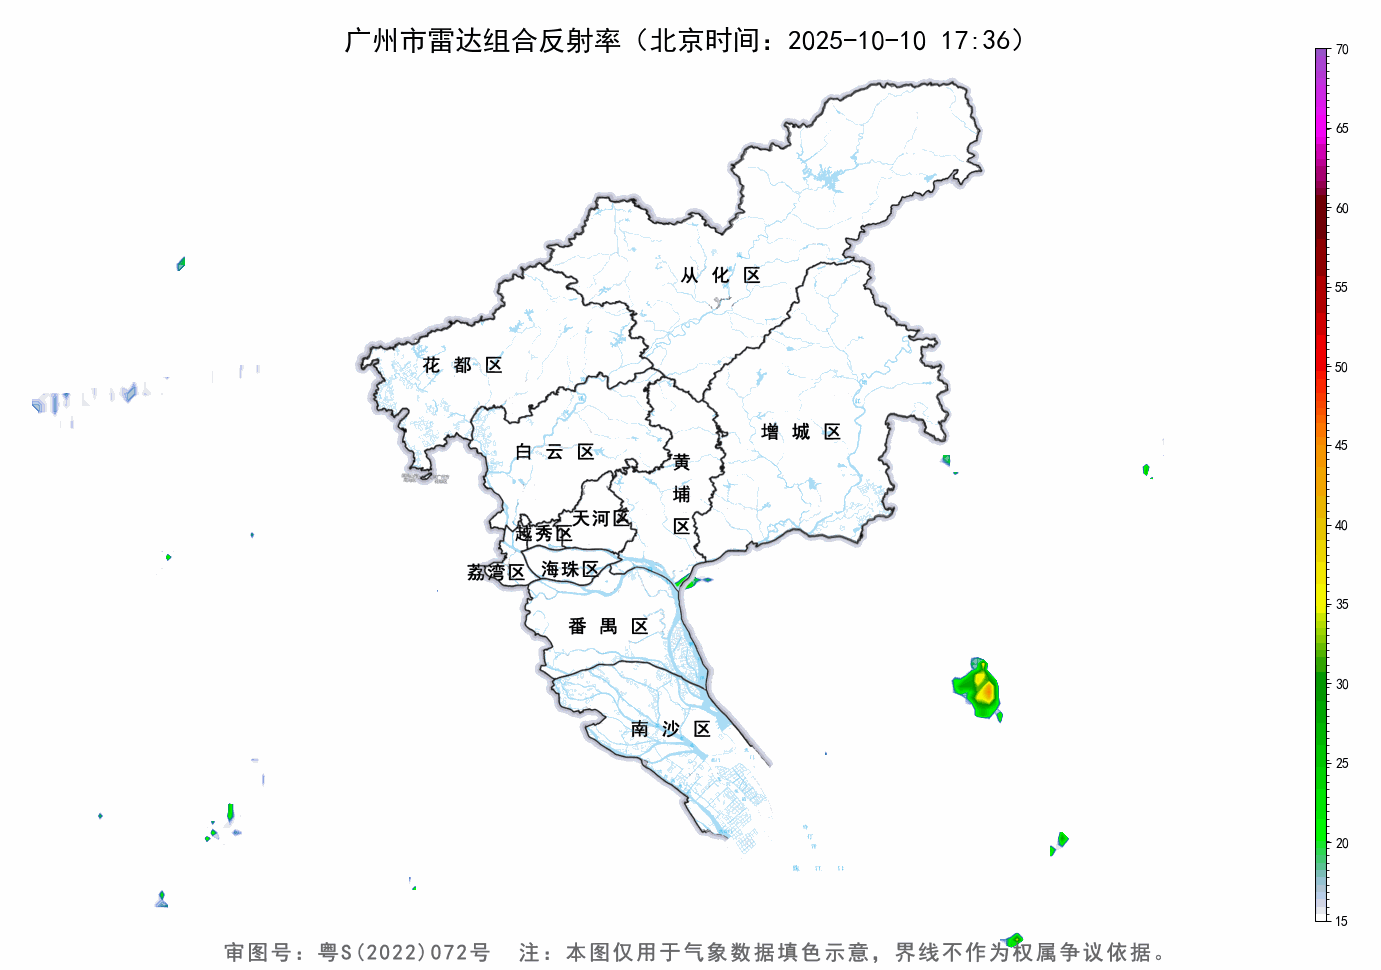 广州市雷达组合反射率（北京时间：2025-10-10 17:36）
70
65
60
55
50
45
40
35
30
25
20
15
从化区
花都区
增城区
白云区
黄埔区
天河区
越秀区
荔湾区
海珠区
番禺区
南沙区
审图号：粤S(2022)072号 注：本图仅用于气象数据填色示意，界线不作为权属争议依据。